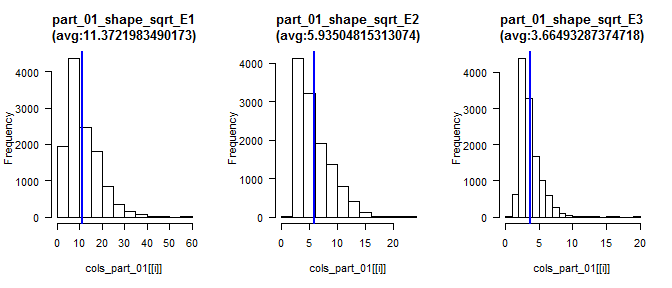 part_01_shape_sqrt_E1
(avg:11.3721983490173)
Frequency
4000
3000
2000
1000
0
0 10 20 30 40 50 60
cols_part_01[[i]]
part_01_shape_sqrt_E2
(avg:5.93504815313074)
Frequency
4000
3000
2000
1000
0
0 5 10 15 20
cols_part_01[[i]]
part_01_shape_sqrt_E3
(avg:3.66493287374718)
Frequency
4000
3000
2000
1000
0
0 5 10 15 20
cols_part_01[[i]]